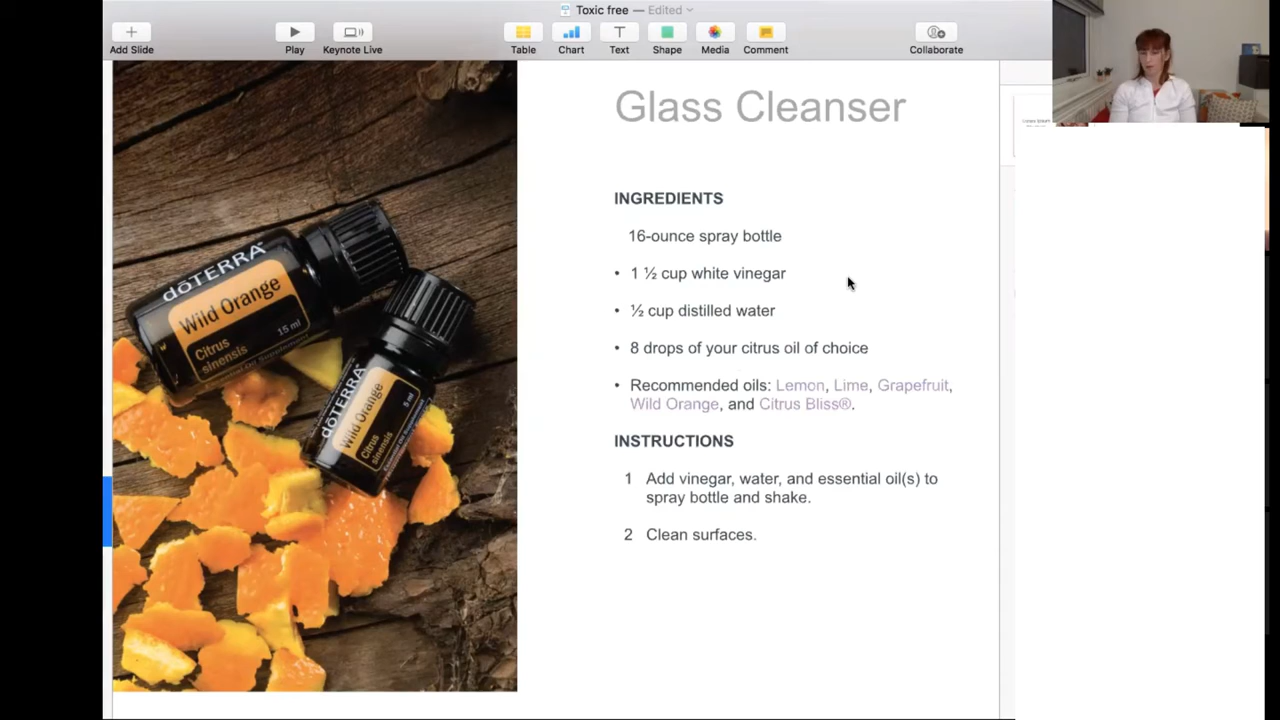 Toxic free — Edited
Add Slide
Play
Keynote Live
Table
Chart
Text
Shape
Media
Comment
Collaborate
Glass Cleanser
INGREDIENTS
16-ounce spray bottle
• 1 ½ cup white vinegar
• ½ cup distilled water
• 8 drops of your citrus oil of choice
• Recommended oils: Lemon, Lime, Grapefruit,
Wild Orange, and Citrus Bliss®.
INSTRUCTIONS
1 Add vinegar, water, and essential oil(s) to
spray bottle and shake.
2 Clean surfaces.
dōTERRA
Wild Orange
Citrus
sinensis
15 ml
dōTERRA
Wild Orange
Citrus
sinensis
5 ml